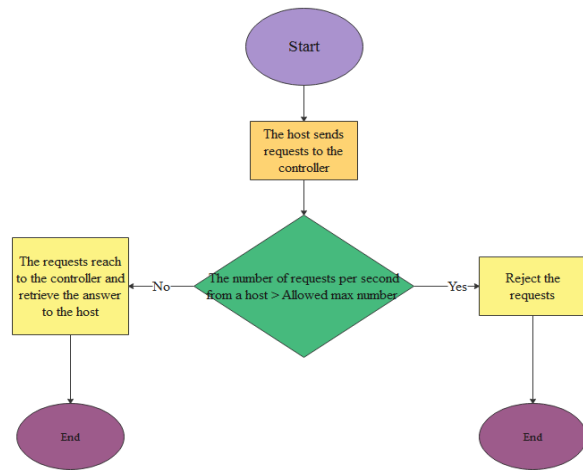 Start
The host sends
requests to the
controller
The requests reach
to the controller and
retrieve the answer
to the host
No
The number of requests per second
from a host > Allowed max number
Yes
Reject the
requests
End
End